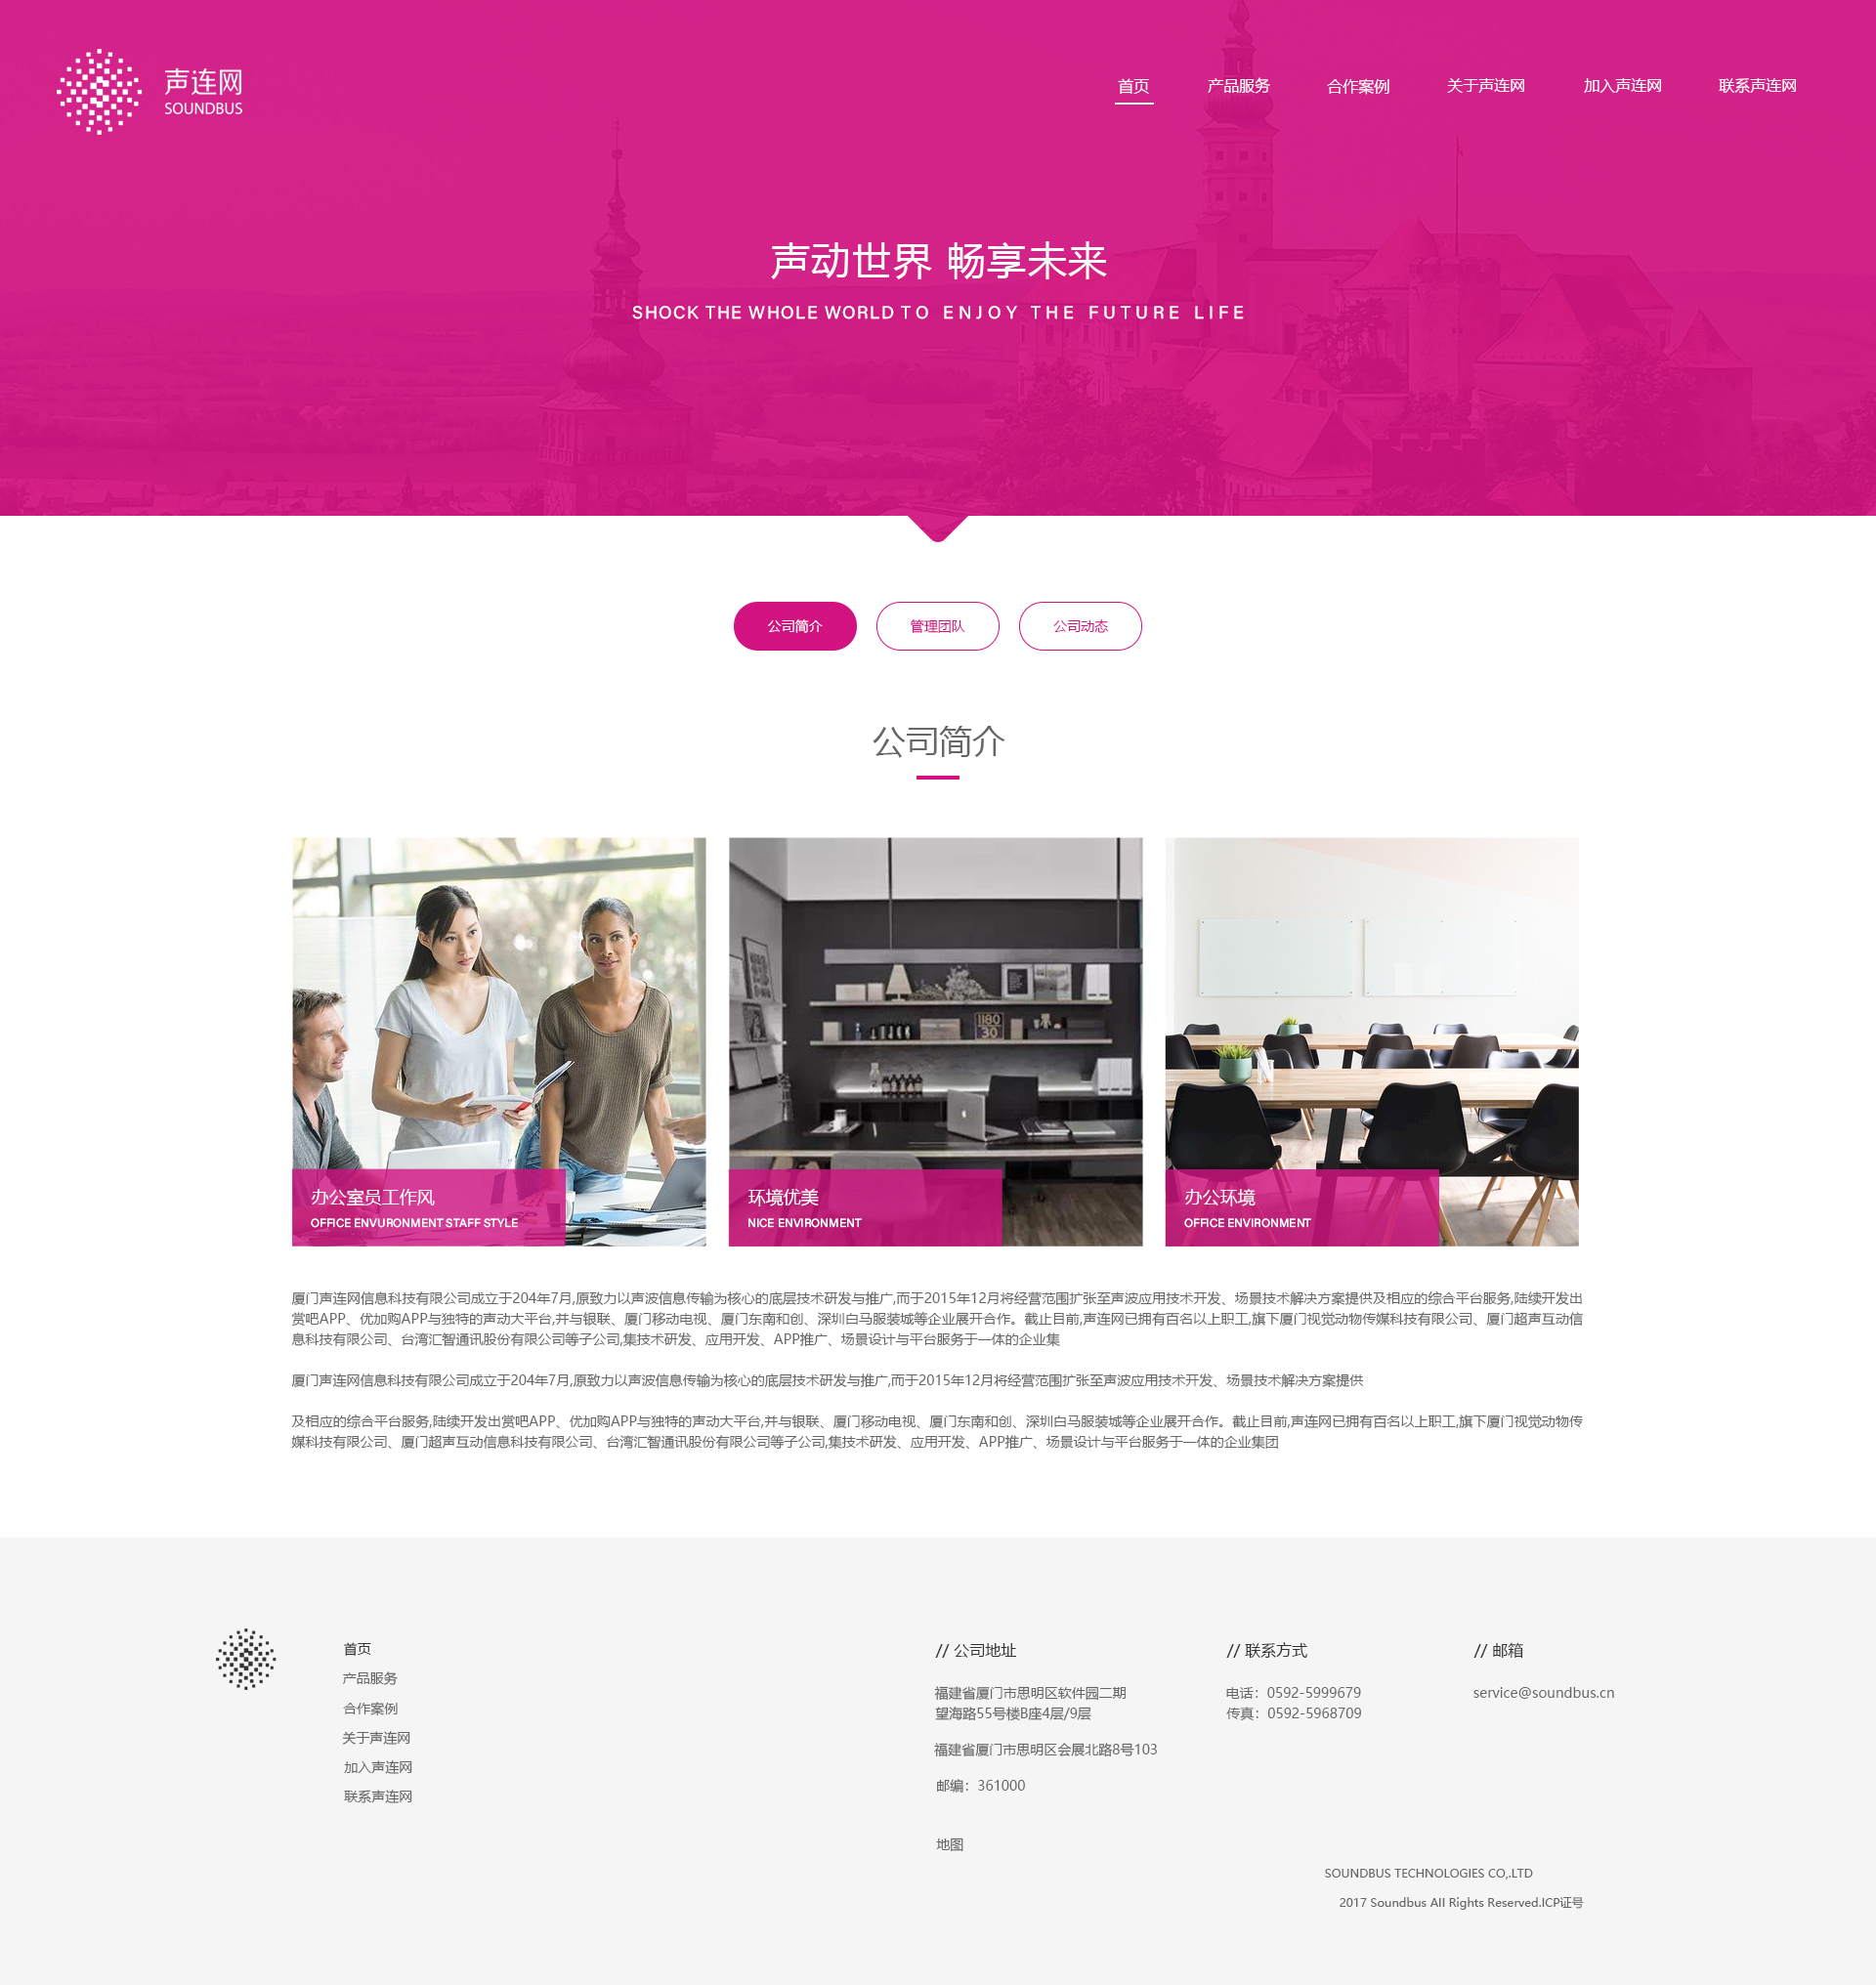 声连网
SOUNDBUS
首页
产品服务
合作案例
关于声连网
加入声连网
联系声连网
声动世界 畅享未来
SHOCK THE WHOLE WORLD TO ENJOY THE FUTURE LIFE
公司简介
管理团队
公司动态
公司简介
1180
30
办公室员工作风
OFFICE ENVURONMENT STAFF STYLE
环境优美
NICE ENVIRONMENT
办公环境
OFFICE ENVIRONMENT
厦门声连网信息科技有限公司成立于204年7月,原致力以声波信息传输为核心的底层技术研发与推广,而于2015年12月将经营范围扩张至声波应用技术开发、场景技术解决方案提供及相应的综合平台服务,陆续开发出
赏吧APP、优加购APP与独特的声动大平台,并与银联、厦门移动电视、厦门东南和创、深圳白马服装城等企业展开合作。截止目前,声连网已拥有百名以上职工,旗下厦门视觉动物传媒科技有限公司、厦门超声互动信
息科技有限公司、台湾汇智通讯股份有限公司等子公司,集技术研发、应用开发、APP推广、场景设计与平台服务于一体的企业集
厦门声连网信息科技有限公司成立于204年7月,原致力以声波信息传输为核心的底层技术研发与推广,而于2015年12月将经营范围扩张至声波应用技术开发、场景技术解决方案提供
及相应的综合平台服务,陆续开发出赏吧APP、优加购APP与独特的声动大平台,并与银联、厦门移动电视、厦门东南和创、深圳白马服装城等企业展开合作。截止目前,声连网已拥有百名以上职工,旗下厦门视觉动物传
媒科技有限公司、厦门超声互动信息科技有限公司、台湾汇智通讯股份有限公司等子公司,集技术研发、应用开发、APP推广、场景设计与平台服务于一体的企业集团
首页
产品服务
合作案例
关于声连网
加入声连网
联系声连网
// 公司地址
福建省厦门市思明区软件园二期
望海路55号楼B座4层/9层
福建省厦门市思明区会展北路8号103
邮编：361000
地图
// 联系方式
电话：0592-5999679
传真：0592-5968709
// 邮箱
service@soundbus.cn
SOUNDBUS TECHNOLOGIES CO,.LTD
2017 Soundbus All Rights Reserved.ICP证号